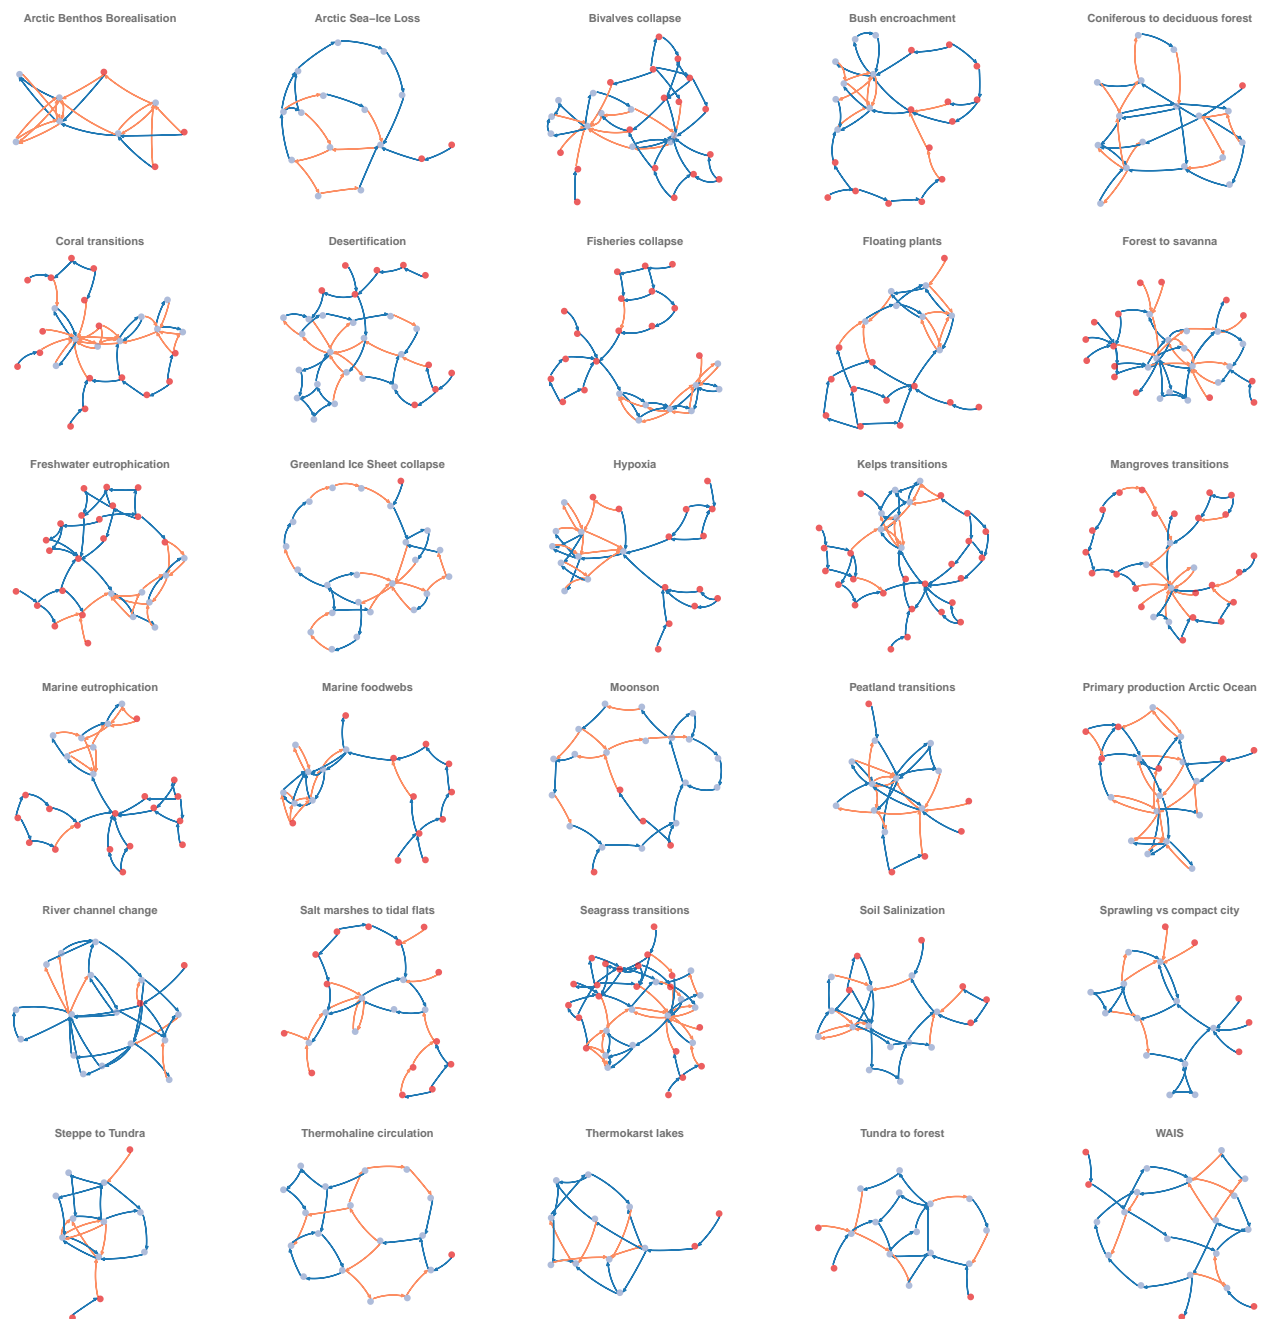 Arctic Benthos Borealisation
Arctic Sea−Ice Loss
Bivalves collapse
Bush encroachment
Coniferous to deciduous forest
Coral transitions
Desertification
Fisheries collapse
Floating plants
Forest to savanna
Freshwater eutrophication
Greenland Ice Sheet collapse
Hypoxia
Kelps transitions
Mangroves transitions
Marine eutrophication
Marine foodwebs
Moonson
Peatland transitions
Primary production Arctic Ocean
River channel change
Salt marshes to tidal flats
Seagrass transitions
Soil Salinization
Sprawling vs compact city
Steppe to Tundra
Thermohaline circulation
Thermokarst lakes
Tundra to forest
WAIS